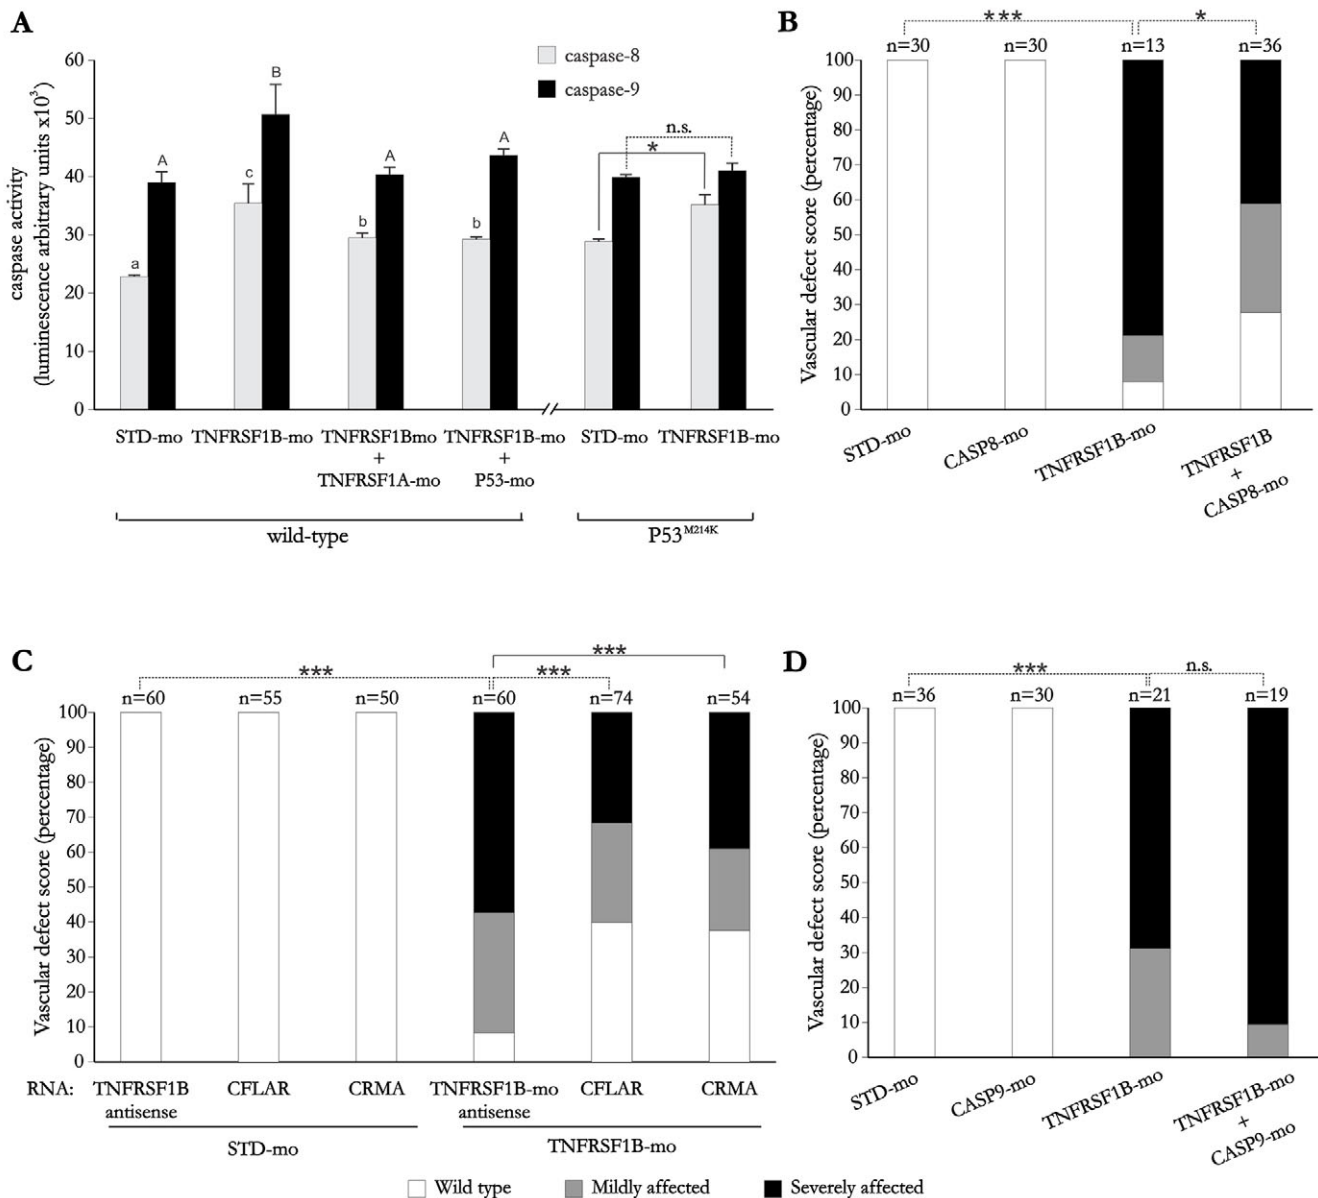 A
caspase activity
(luminescence arbitrary units x10³)
60
50
40
30
20
10
0
caspase-8
caspase-9
a
A
c
B
b
A
b
A
*
n.s.
STD-mo
TNFRSF1B-mo
TNFRSF1Bmo
+
TNFRSF1A-mo
TNFRSF1B-mo
+
P53-mo
STD-mo
TNFRSF1B-mo
wild-type
P53ᴹ²¹⁴ᴷ
B
***
*
n=30
n=30
n=13
n=36
Vascular defect score (percentage)
100
90
80
70
60
50
40
30
20
10
0
STD-mo
CASP8-mo
TNFRSF1B-mo
TNFRSF1B
+
CASP8-mo
C
***
***
***
n=60
n=55
n=50
n=60
n=74
n=54
Vascular defect score (percentage)
100
90
80
70
60
50
40
30
20
10
0
RNA:
TNFRSF1B
antisense
CFLAR
CRMA
TNFRSF1B-mo
antisense
CFLAR
CRMA
STD-mo
TNFRSF1B-mo
D
***
n.s.
n=36
n=30
n=21
n=19
Vascular defect score (percentage)
100
90
80
70
60
50
40
30
20
10
0
STD-mo
CASP9-mo
TNFRSF1B-mo
TNFRSF1B-mo
+
CASP9-mo
Wild type
Mildly affected
Severely affected